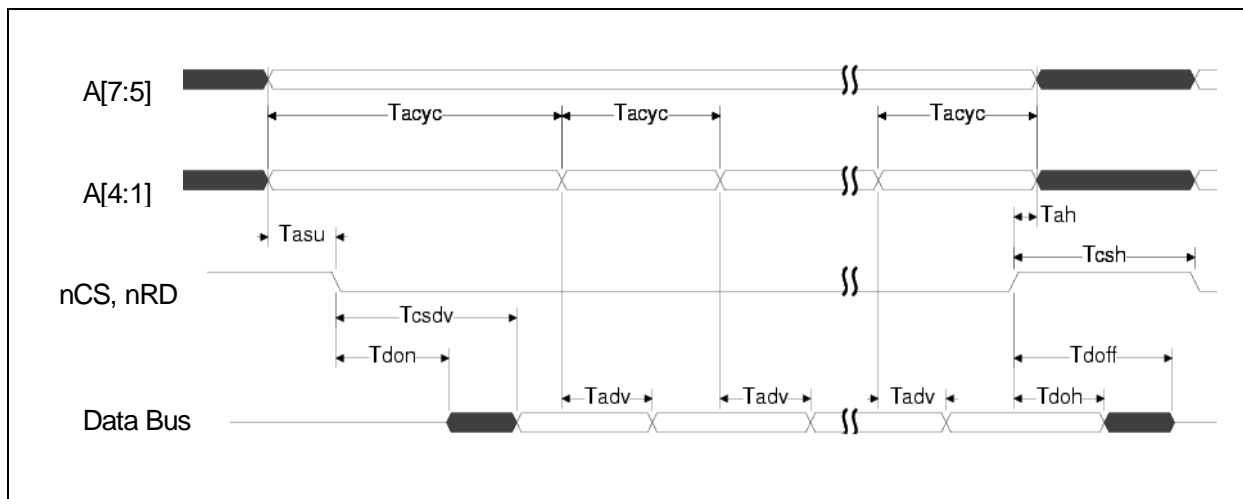 A[7:5]
Tacyc Tacyc Tacyc
A[4:1]
Tah
Tasu
Tcsh
nCS, nRD
Tcsdv
Tdon Tdoff
Tadv Tadv Tadv Tdoh
Data Bus